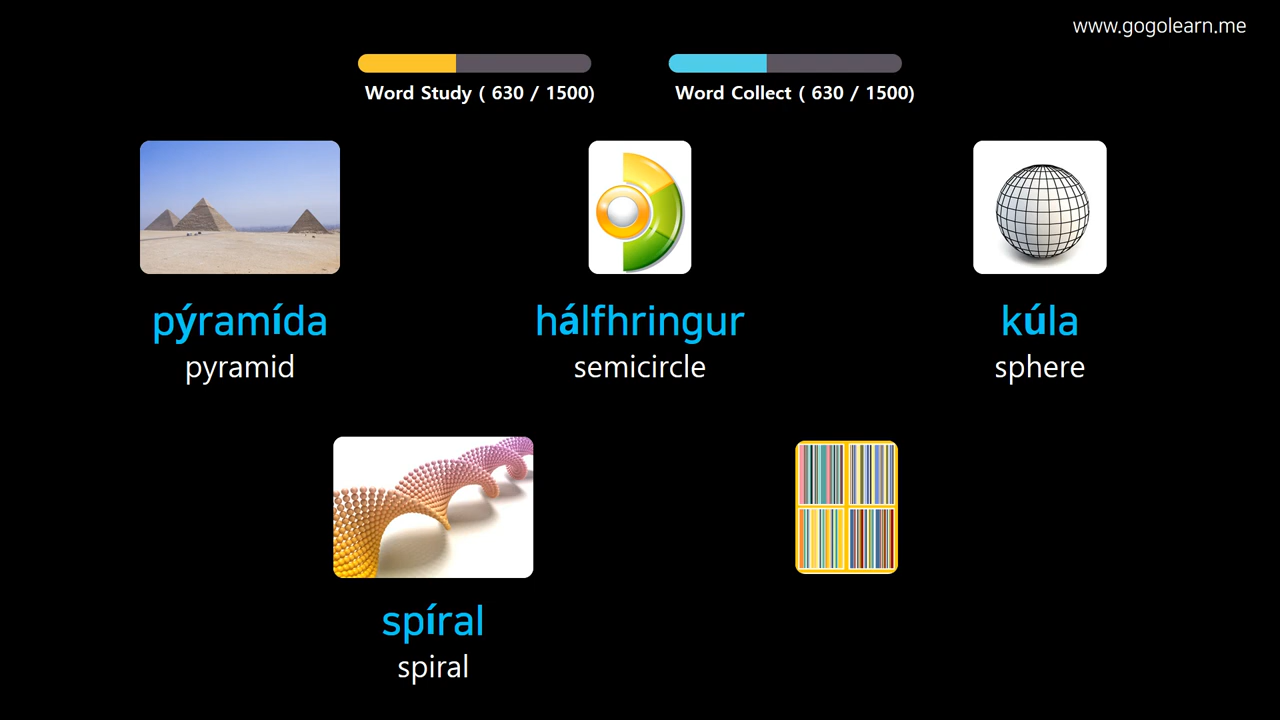 www.gogolearn.me
Word Study ( 630 / 1500)
Word Collect ( 630 / 1500)
pýramída
pyramid
hálfhringur
semicircle
kúla
sphere
spíral
spiral